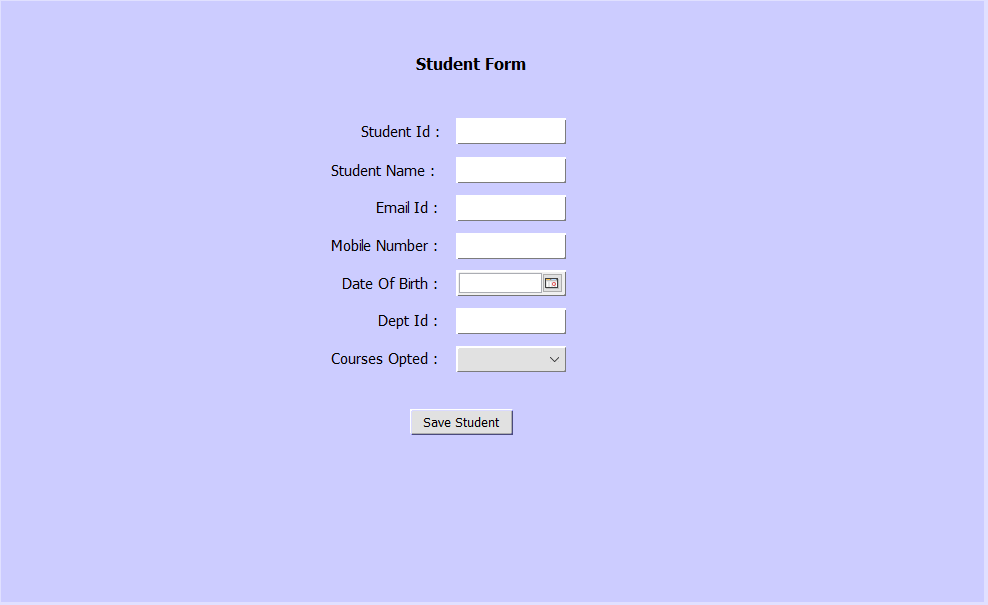 Student Form
Student Id :
Student Name :
Email Id :
Mobile Number :
Date Of Birth :
Dept Id :
Courses Opted :
Save Student